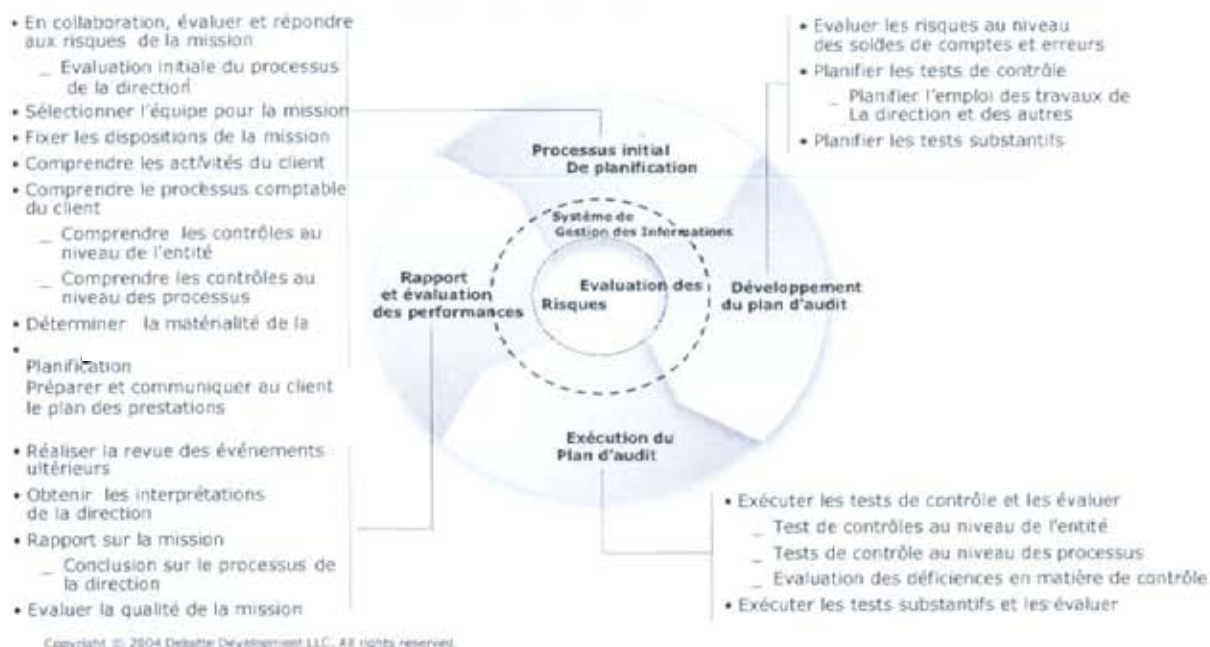 • En collaboration, évaluer et répondre
aux risques de la mission
_ Evaluation initiale du processus
de la direction
• Sélectionner l'équipe pour la mission
• Fixer les dispositions de la mission
• Comprendre les activités du client
• Comprendre le processus comptable
du client
_ Comprendre les contrôles au
niveau de l'entité
_ Comprendre les contrôles au
niveau des processus
• Déterminer la matérialité de la
•
Planification
Préparer et communiquer au client
le plan des prestations
• Réaliser la revue des événements
ultérieurs
• Obtenir les interprétations
de la direction
• Rapport sur la mission
_ Conclusion sur le processus de
la direction
• Evaluer la qualité de la mission
Processus initial
De planification
Système de
Gestion des Informations
Evaluation des
Risques
Rapport
et évaluation
des performances
Développement
du plan d'audit
Exécution du
Plan d'audit
• Evaluer les risques au niveau
des soldes de comptes et erreurs
• Planifier les tests de contrôle
_ Planifier l'emploi des travaux de
La direction et des autres
• Planifier les tests substantifs
• Exécuter les tests de contrôle et les évaluer
_ Test de contrôles au niveau de l'entité
_ Tests de contrôle au niveau des processus
_ Evaluation des déficiences en matière de contrôle
• Exécuter les tests substantifs et les évaluer
Copyright © 2004 Deloitte Development LLC. All rights reserved.